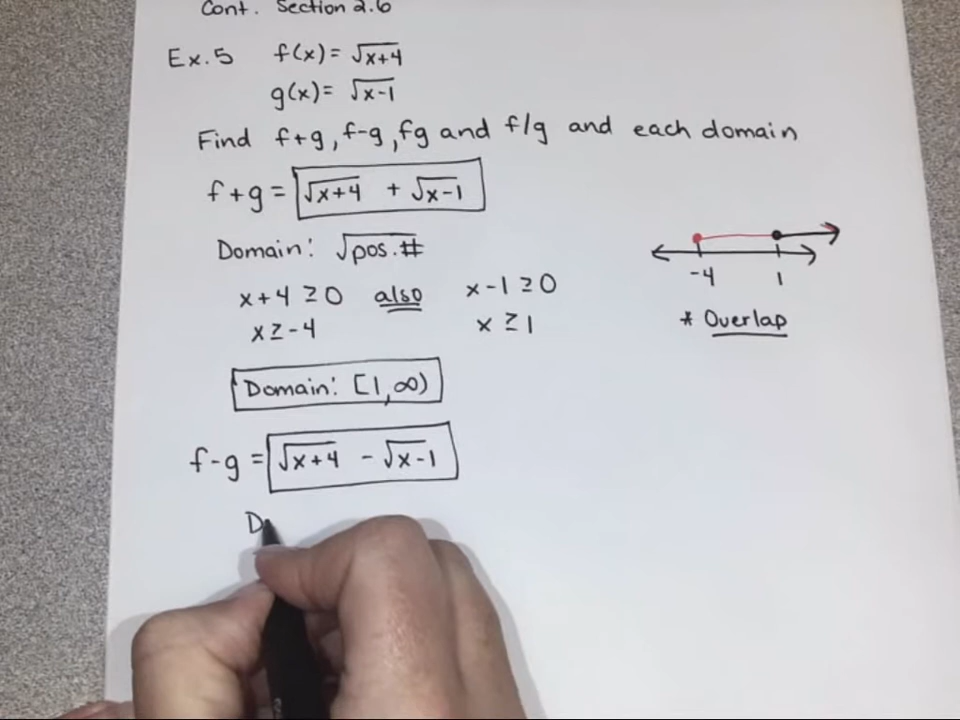 Cont. Section 2.6
Ex. 5 f(x) = √x+4
g(x) = √x-1
Find f+g, f-g, fg and f/g and each domain
f+g = √x+4 + √x-1
Domain: √pos.#
x+4 ≥ 0 also x-1 ≥ 0
x ≥ -4 x ≥ 1
-4 1
* Overlap
Domain: [1,∞)
f-g = √x+4 - √x-1
D